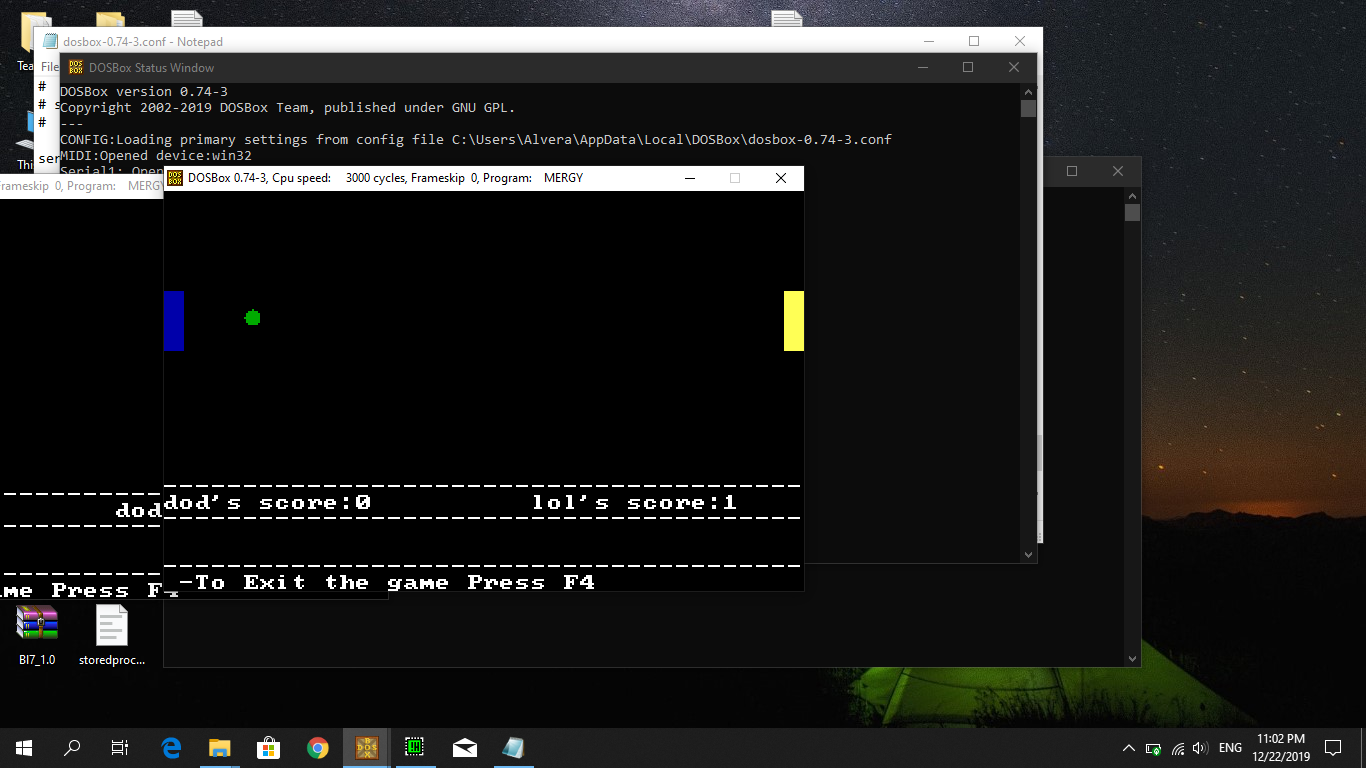 dosbox-0.74-3.conf - Notepad
Tea
File
DOSBox Status Window
#
# s
#
ser
DOSBox version 0.74-3
Copyright 2002-2019 DOSBox Team, published under GNU GPL.
---
CONFIG:Loading primary settings from config file C:\Users\Alvera\AppData\Local\DOSBox\dosbox-0.74-3.conf
MIDI:Opened device:win32
Serial1: Open
Thi
rameskip 0, Program: MERGY
DOSBox 0.74-3, Cpu speed: 3000 cycles, Frameskip 0, Program: MERGY
dod's score:0 lol's score:1
dod
-To Exit the game Press F4
me Press F4
BI7_1.0
storedproc...
ENG
11:02 PM
12/22/2019